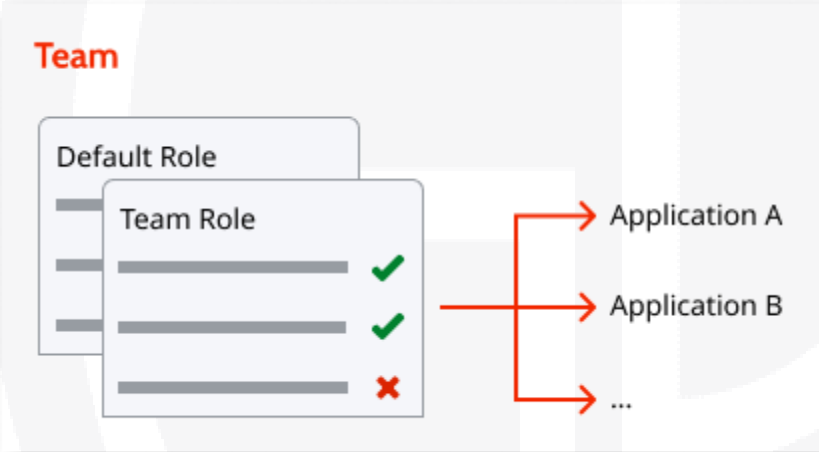 Team
Default Role
Team Role
Application A
Application B
...